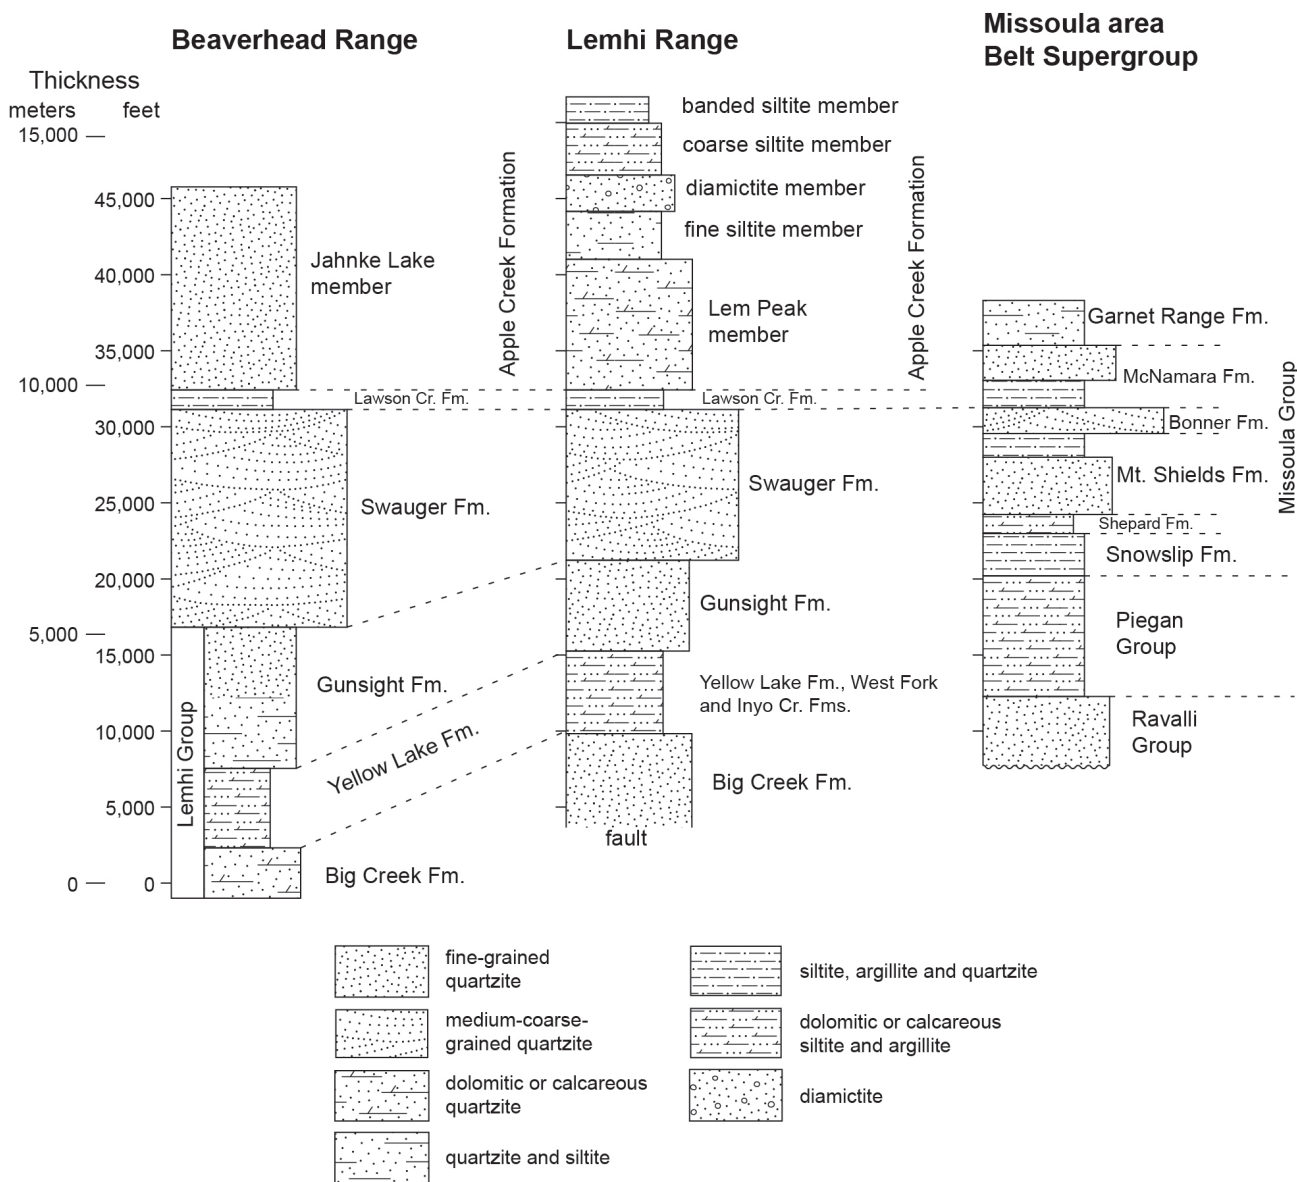 Beaverhead Range
Lemhi Range
Missoula area
Belt Supergroup
Thickness
meters feet
15,000
45,000
40,000
35,000
10,000
30,000
25,000
20,000
5,000
15,000
10,000
5,000
0 0
Jahnke Lake
member
Lawson Cr. Fm.
Swauger Fm.
Gunsight Fm.
Yellow Lake Fm.
Big Creek Fm.
Lemhi Group
Apple Creek Formation
banded siltite member
coarse siltite member
diamictite member
fine siltite member
Lem Peak
member
Lawson Cr. Fm.
Swauger Fm.
Gunsight Fm.
Yellow Lake Fm., West Fork
and Inyo Cr. Fms.
Big Creek Fm.
fault
Apple Creek Formation
Garnet Range Fm.
McNamara Fm.
Bonner Fm.
Mt. Shields Fm.
Shepard Fm.
Snowslip Fm.
Piegan
Group
Ravalli
Group
Missoula Group
fine-grained
quartzite
medium-coarse-
grained quartzite
dolomitic or calcareous
quartzite
quartzite and siltite
siltite, argillite and quartzite
dolomitic or calcareous
siltite and argillite
diamictite